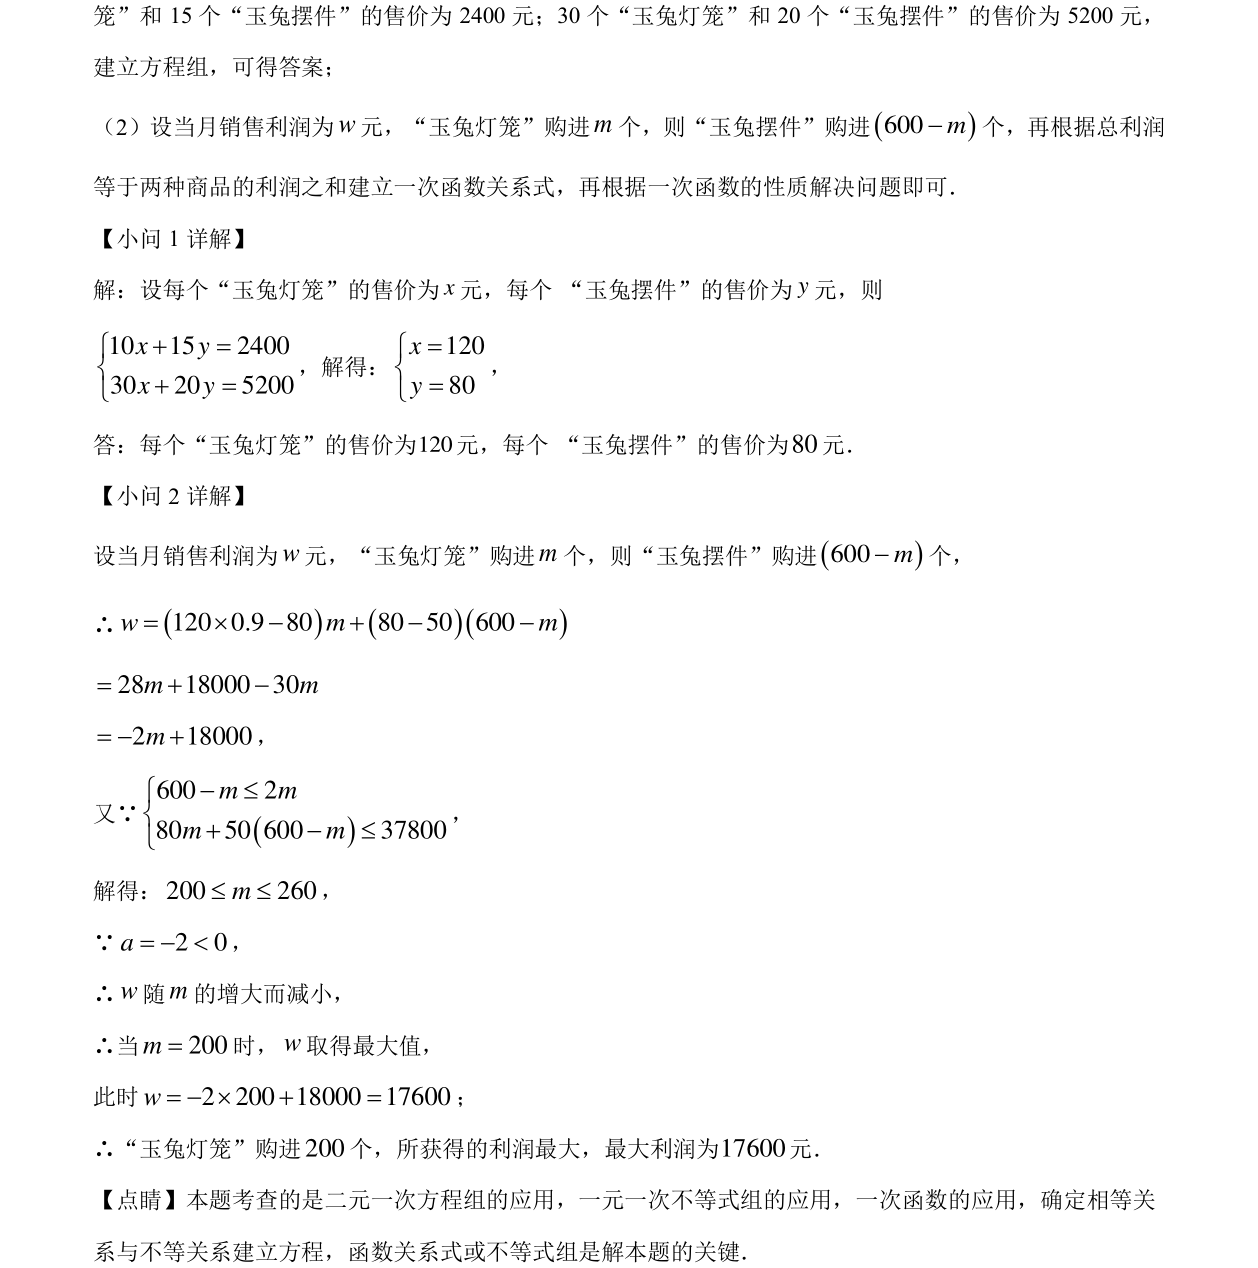 笼”和 15 个“玉兔摆件”的售价为 2400 元；30 个“玉兔灯笼”和 20 个“玉兔摆件”的售价为 5200 元，
建立方程组，可得答案；
（2）设当月销售利润为 w 元，“玉兔灯笼”购进 m 个，则“玉兔摆件”购进(600−m)个，再根据总利润
等于两种商品的利润之和建立一次函数关系式，再根据一次函数的性质解决问题即可．
【小问 1 详解】
解：设每个“玉兔灯笼”的售价为 x 元，每个 “玉兔摆件”的售价为 y 元，则
{10x+15y=2400
30x+20y=5200，解得：{x=120
y=80，
答：每个“玉兔灯笼”的售价为120元，每个 “玉兔摆件”的售价为80元．
【小问 2 详解】
设当月销售利润为 w 元，“玉兔灯笼”购进 m 个，则“玉兔摆件”购进(600−m)个，
∴ w=(120×0.9−80)m+(80−50)(600−m)
=28m+18000−30m
=−2m+18000，
又∵{600−m≤2m
80m+50(600−m)≤37800，
解得：200≤m≤260，
∵ a=−2<0，
∴ w 随 m 的增大而减小，
∴当 m=200 时，w 取得最大值，
此时 w=−2×200+18000=17600；
∴“玉兔灯笼”购进 200 个，所获得的利润最大，最大利润为17600元．
【点睛】本题考查的是二元一次方程组的应用，一元一次不等式组的应用，一次函数的应用，确定相等关
系与不等关系建立方程，函数关系式或不等式组是解本题的关键．